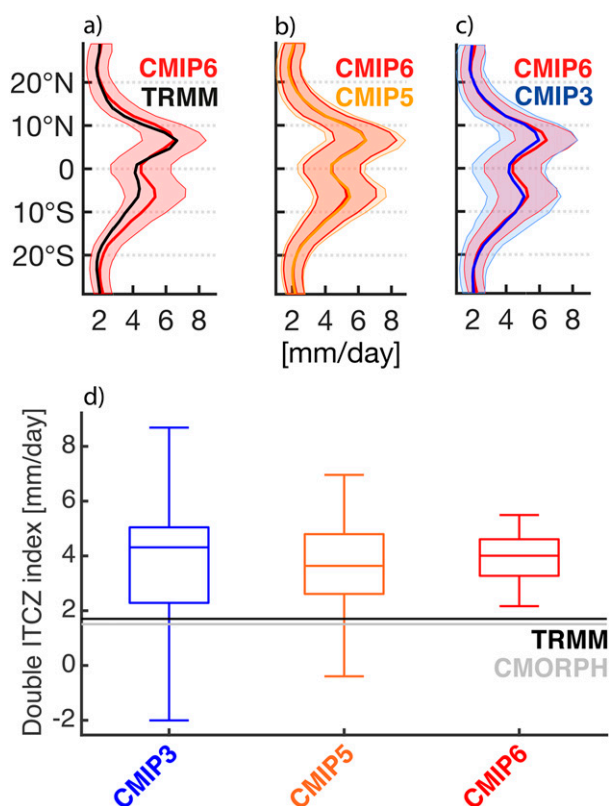 a)
b)
c)
CMIP6
TRMM
CMIP6
CMIP5
CMIP6
CMIP3
20°N
10°N
0
10°S
20°S
2 4 6 8
2 4 6 8
2 4 6 8
[mm/day]
d)
Double ITCZ index [mm/day]
8
6
4
2
0
-2
TRMM
CMORPH
CMIP3
CMIP5
CMIP6